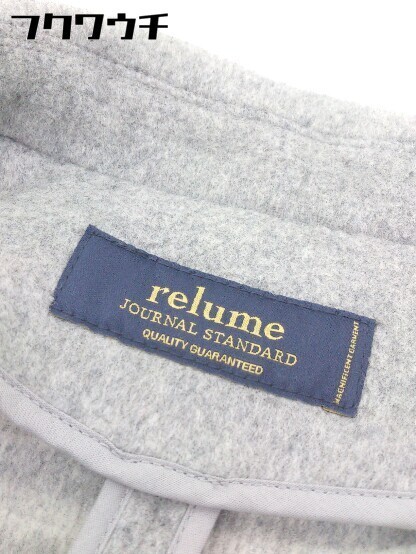 フクワウチ
relume
JOURNAL STANDARD
QUALITY GUARANTEED
MAGNIFICENT GARMENT